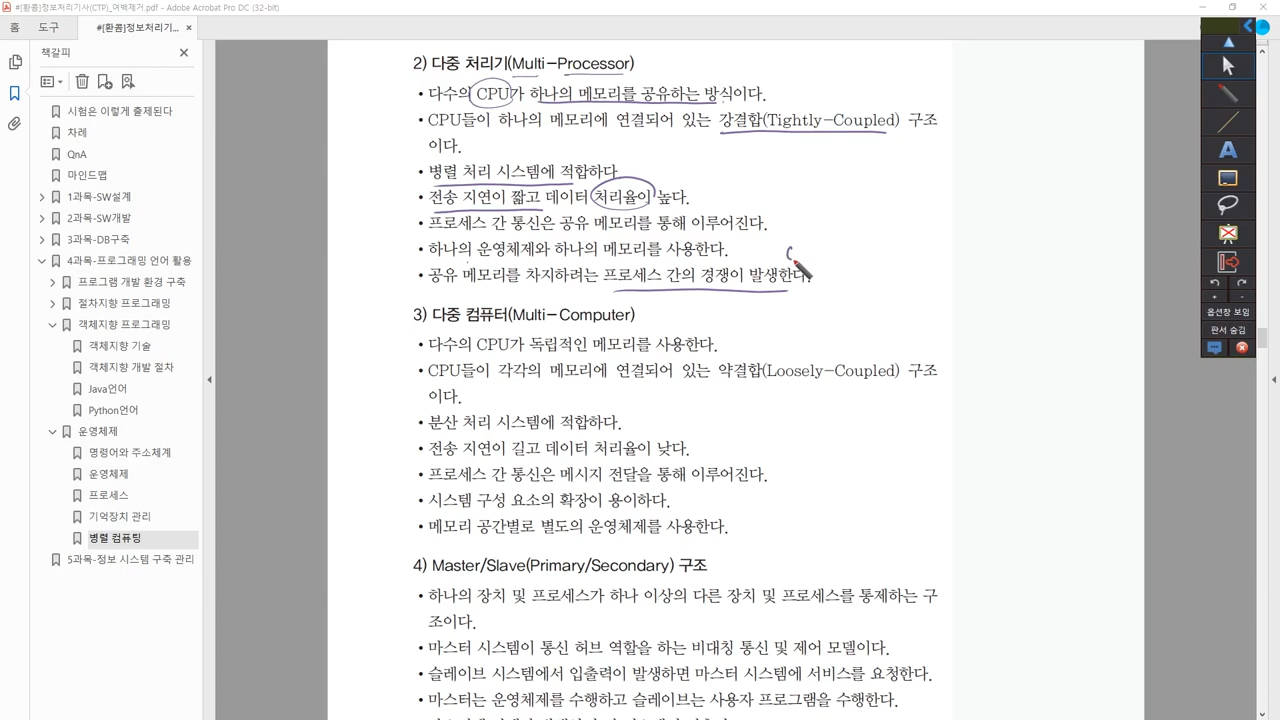 #[환콤]정보처리기사(CTP)_여백제거.pdf - Adobe Acrobat Pro DC (32-bit)
홈 도구 #[환콤]정보처리기... ×
책갈피
시험은 이렇게 출제된다
차례
QnA
마인드맵
1과목-SW설계
2과목-SW개발
3과목-DB구축
4과목-프로그래밍 언어 활용
프로그램 개발 환경 구축
절차지향 프로그래밍
객체지향 프로그래밍
객체지향 기술
객체지향 개발 절차
Java언어
Python언어
운영체제
명령어와 주소체계
운영체제
프로세스
기억장치 관리
병렬 컴퓨팅
5과목-정보 시스템 구축 관리
2) 다중 처리기(Multi-Processor)
• 다수의 CPU가 하나의 메모리를 공유하는 방식이다.
• CPU들이 하나의 메모리에 연결되어 있는 강결합(Tightly-Coupled) 구조
이다.
• 병렬 처리 시스템에 적합하다.
• 전송 지연이 짧고 데이터 처리율이 높다.
• 프로세스 간 통신은 공유 메모리를 통해 이루어진다.
• 하나의 운영체제와 하나의 메모리를 사용한다.
• 공유 메모리를 차지하려는 프로세스 간의 경쟁이 발생한다.
3) 다중 컴퓨터(Multi-Computer)
• 다수의 CPU가 독립적인 메모리를 사용한다.
• CPU들이 각각의 메모리에 연결되어 있는 약결합(Loosely-Coupled) 구조
이다.
• 분산 처리 시스템에 적합하다.
• 전송 지연이 길고 데이터 처리율이 낮다.
• 프로세스 간 통신은 메시지 전달을 통해 이루어진다.
• 시스템 구성 요소의 확장이 용이하다.
• 메모리 공간별로 별도의 운영체제를 사용한다.
4) Master/Slave(Primary/Secondary) 구조
• 하나의 장치 및 프로세스가 하나 이상의 다른 장치 및 프로세스를 통제하는 구
조이다.
• 마스터 시스템이 통신 허브 역할을 하는 비대칭 통신 및 제어 모델이다.
• 슬레이브 시스템에서 입출력이 발생하면 마스터 시스템에 서비스를 요청한다.
• 마스터는 운영체제를 수행하고 슬레이브는 사용자 프로그램을 수행한다.
A
옵션창 보임
판서 숨김